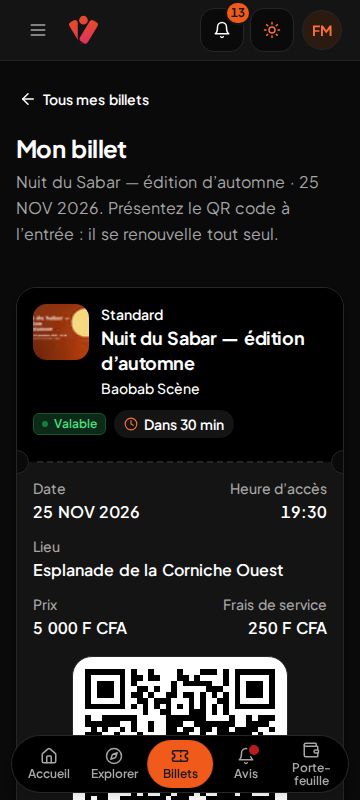 13
FM
Tous mes billets
Mon billet
Nuit du Sabar — édition d’automne · 25
NOV 2026. Présentez le QR code à
l’entrée : il se renouvelle tout seul.
Standard
Nuit du Sabar — édition
d’automne
Baobab Scène
Valable
Dans 30 min
Date
Heure d’accès
25 NOV 2026
19:30
Lieu
Esplanade de la Corniche Ouest
Prix
Frais de service
5 000 F CFA
250 F CFA
Accueil
Explorer
Billets
Avis
Porte-
feuille